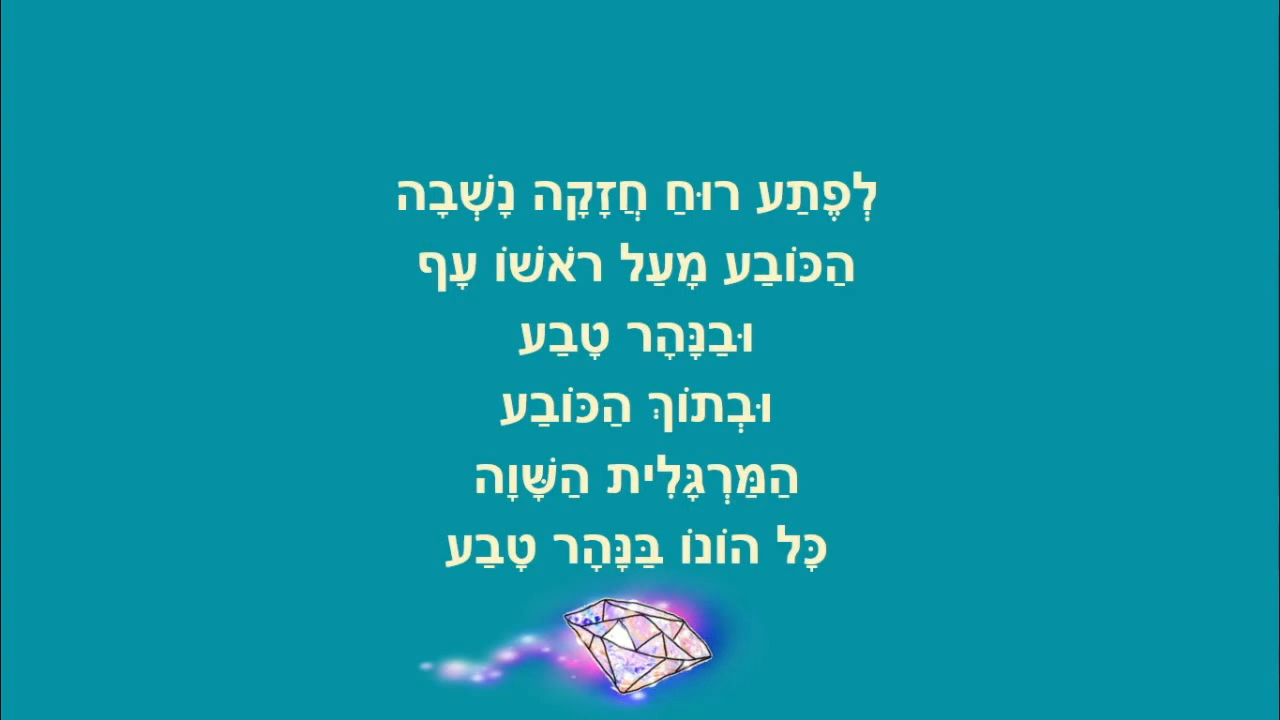 לְפֶתַע רוּחַ חֲזָקָה נָשְׁבָה
הַכּוֹבַע מָעַל רֹאשׁוֹ עָף
וּבַנָּהָר טָבַע
וּבְתוֹךְ הַכּוֹבַע
הַמַּרְגָּלִית הַשָּׁוָה
כָּל הוֹנוֹ בַּנָּהָר טָבַע